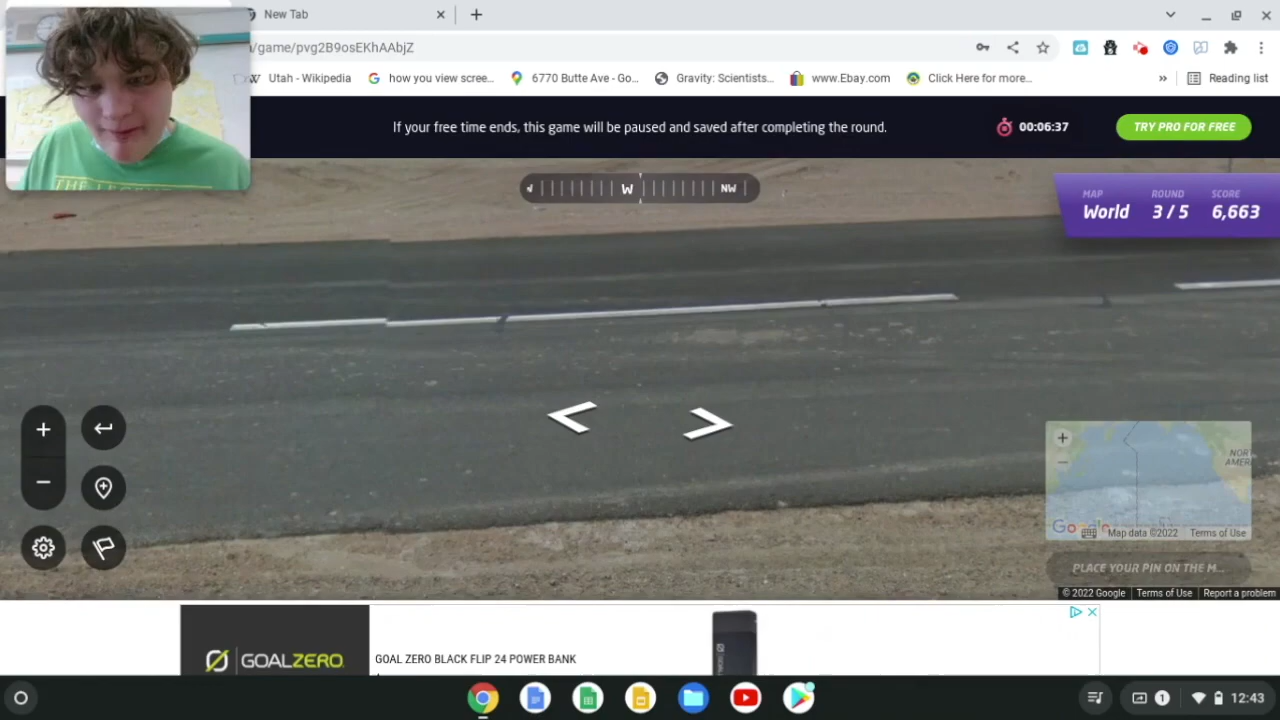 New Tab
/game/pvg2B9osEKhAAbjZ
Utah - Wikipedia
how you view scree...
6770 Butte Ave - Go...
Gravity: Scientists...
www.Ebay.com
Click Here for more...
»
Reading list
If your free time ends, this game will be paused and saved after completing the round.
00:06:37
TRY PRO FOR FREE
W
NW
MAP
World
ROUND
3 / 5
SCORE
6,663
NOR
AMERI
Google
Map data ©2022
Terms of Use
PLACE YOUR PIN ON THE M...
© 2022 Google
Terms of Use
Report a problem
GOALZERO
GOAL ZERO BLACK FLIP 24 POWER BANK
1
12:43